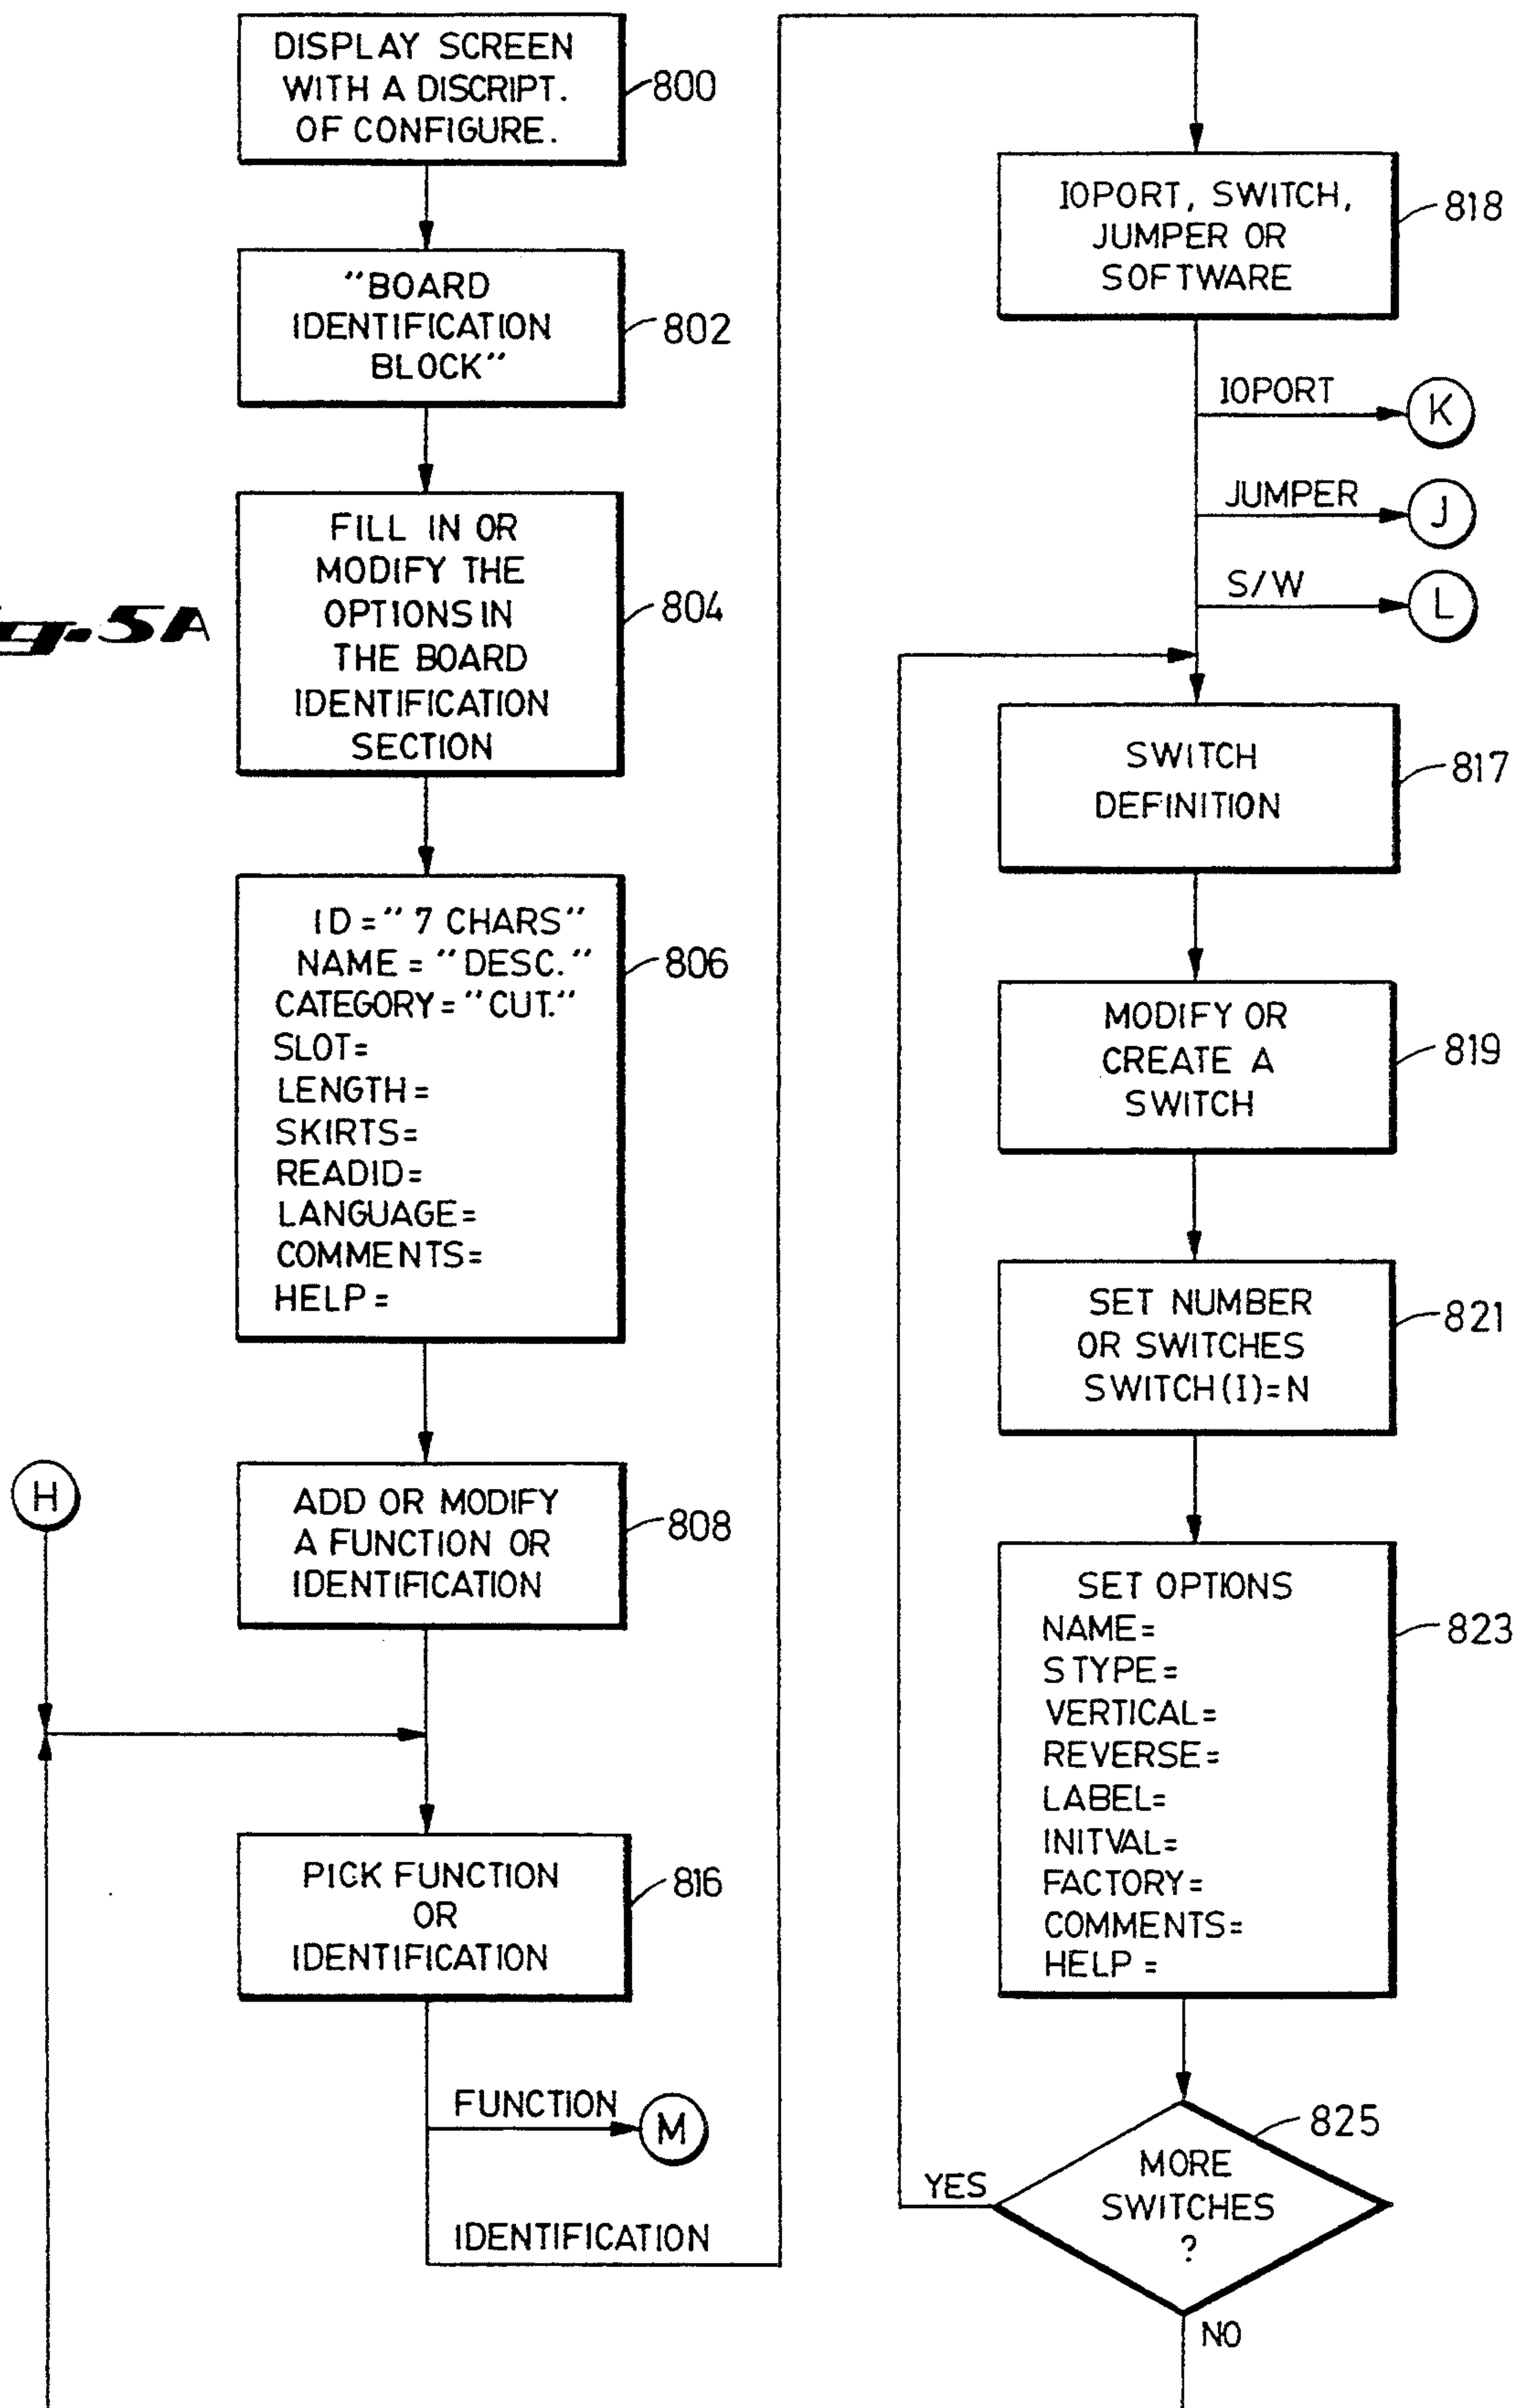 DISPLAY SCREEN
WITH A DISCRIPT.
OF CONFIGURE.
800
"BOARD
IDENTIFICATION
BLOCK"
802
FILL IN OR
MODIFY THE
OPTIONS IN
THE BOARD
IDENTIFICATION
SECTION
804
g.5A
ID="7 CHARS"
NAME="DESC."
CATEGORY="CUT."
SLOT=
LENGTH=
SKIRTS=
READID=
LANGUAGE=
COMMENTS=
HELP=
806
H
ADD OR MODIFY
A FUNCTION OR
IDENTIFICATION
808
PICK FUNCTION
OR
IDENTIFICATION
816
FUNCTION
M
IDENTIFICATION
IOPORT, SWITCH,
JUMPER OR
SOFTWARE
818
IOPORT
K
JUMPER
J
S/W
L
SWITCH
DEFINITION
817
MODIFY OR
CREATE A
SWITCH
819
SET NUMBER
OR SWITCHES
SWITCH(I)=N
821
SET OPTIONS
NAME=
STYPE=
VERTICAL=
REVERSE=
LABEL=
INITVAL=
FACTORY=
COMMENTS=
HELP=
823
MORE
SWITCHES
?
825
YES
NO